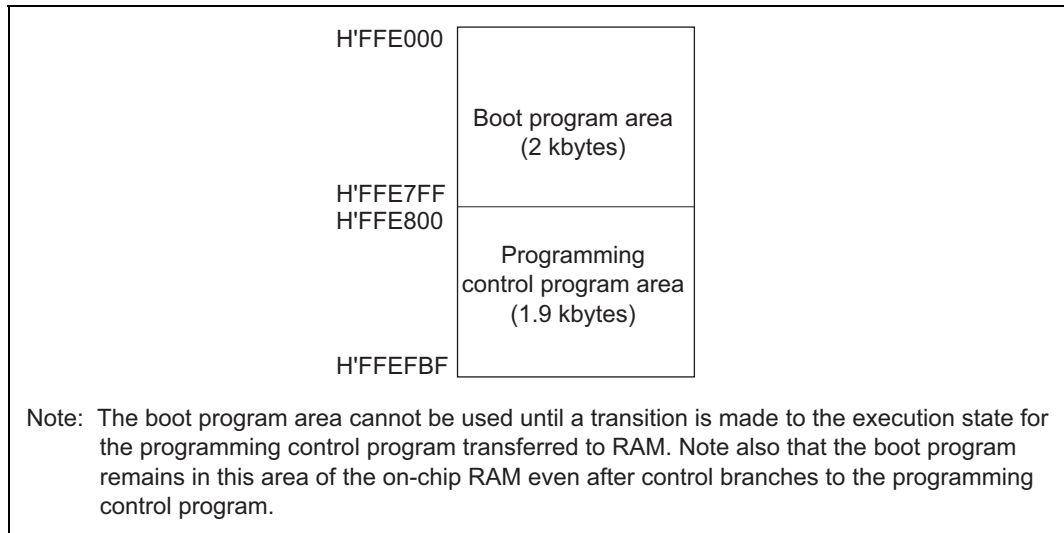 H'FFE000
Boot program area
(2 kbytes)
H'FFE7FF
H'FFE800
Programming
control program area
(1.9 kbytes)
H'FFEFBF
Note: The boot program area cannot be used until a transition is made to the execution state for
the programming control program transferred to RAM. Note also that the boot program
remains in this area of the on-chip RAM even after control branches to the programming
control program.